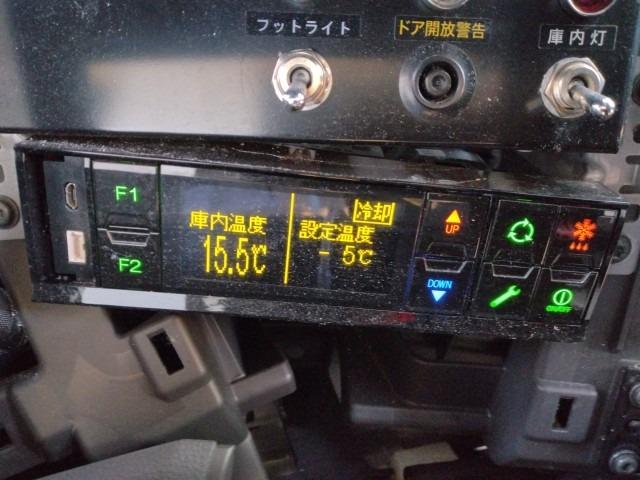 フットライト
ドア開放警告
庫内灯
F1
F2
庫内温度
15.5℃
冷却
設定温度
- 5℃
UP
DOWN
ON/OFF